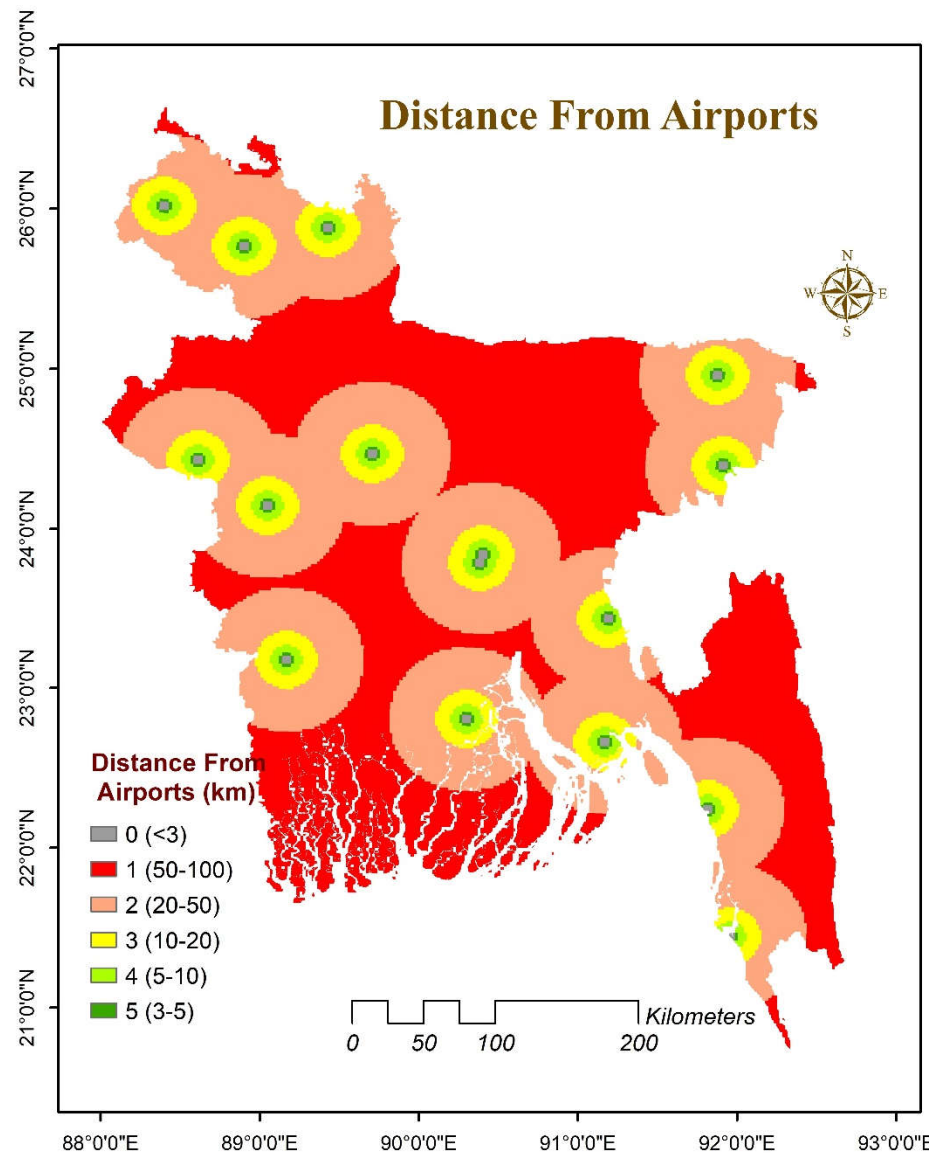 Distance From Airports
N
W E
S
Distance From
Airports (km)
0 (<3)
1 (50-100)
2 (20-50)
3 (10-20)
4 (5-10)
5 (3-5)
Kilometers
0 50 100 200
27°0'0"N
26°0'0"N
25°0'0"N
24°0'0"N
23°0'0"N
22°0'0"N
21°0'0"N
88°0'0"E 89°0'0"E 90°0'0"E 91°0'0"E 92°0'0"E 93°0'0"E